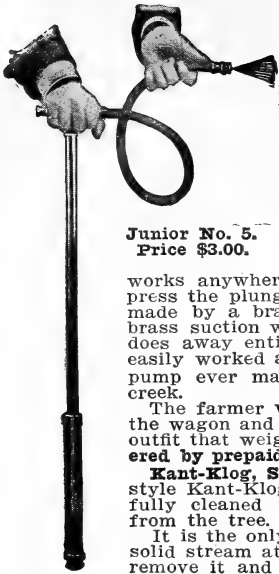 Junior No. 5.
Price $3.00.
works anywher
press the plung
made by a bra
brass suction w
does away enti
easily worked a
pump ever ma
creek.
The farmer
the wagon and
outfit that weig
ered by prepaid
Kant-Klog, S
style Kant-Klog
fully cleaned
from the tree.
It is the onl
solid stream at
remove it and